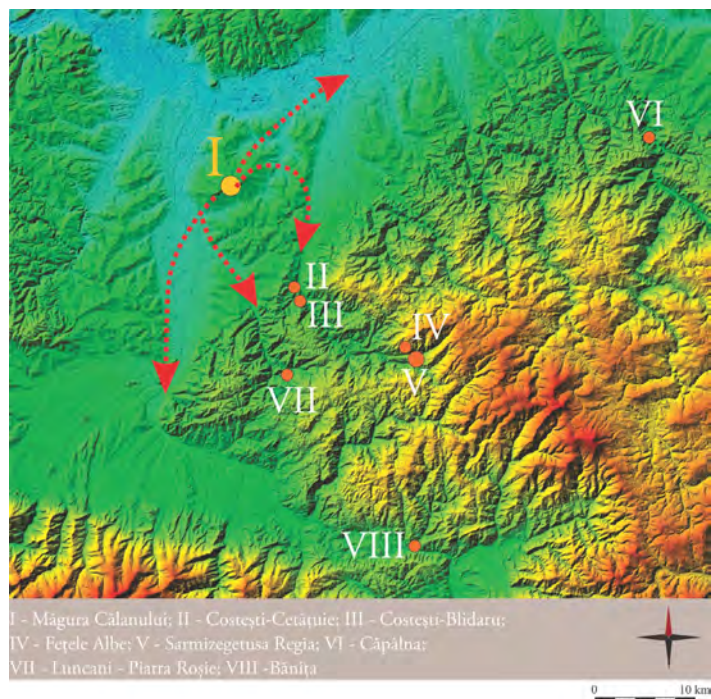 I
VI
II
III
IV
V
VII
VIII
I - Măgura Călanului; II - Costești-Cetățuie; III - Costești-Blidaru;
IV - Fețele Albe; V - Sarmizegetusa Regia; VI - Căpâlna;
VII - Luncani - Piatra Roșie; VIII -Bănița
0 10 km